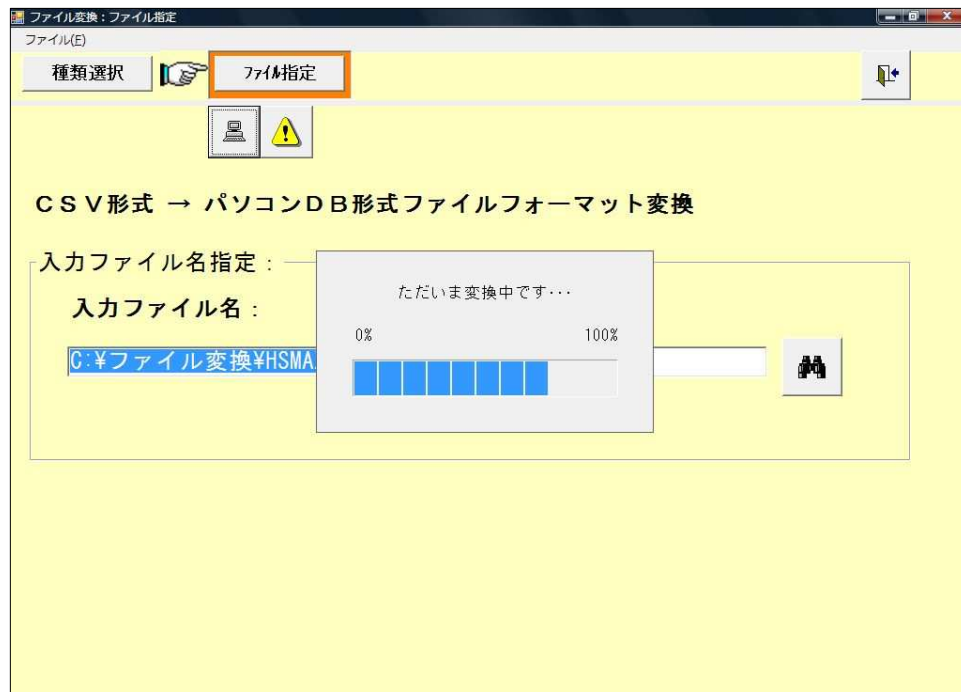 ファイル変換：ファイル指定
ファイル(E)
種類選択
ﾌｧｲﾙ指定
ＣＳＶ形式 → パソコンＤＢ形式ファイルフォーマット変換
入力ファイル名指定：
ただいま変換中です･･･
入力ファイル名：
0% 100%
C:¥ファイル変換¥HSMA